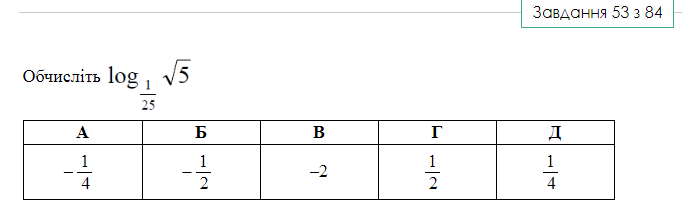 Завдання 53 з 84
Обчисліть log_{1/25} √5
А Б В Г Д
−1/4 −1/2 –2 1/2 1/4